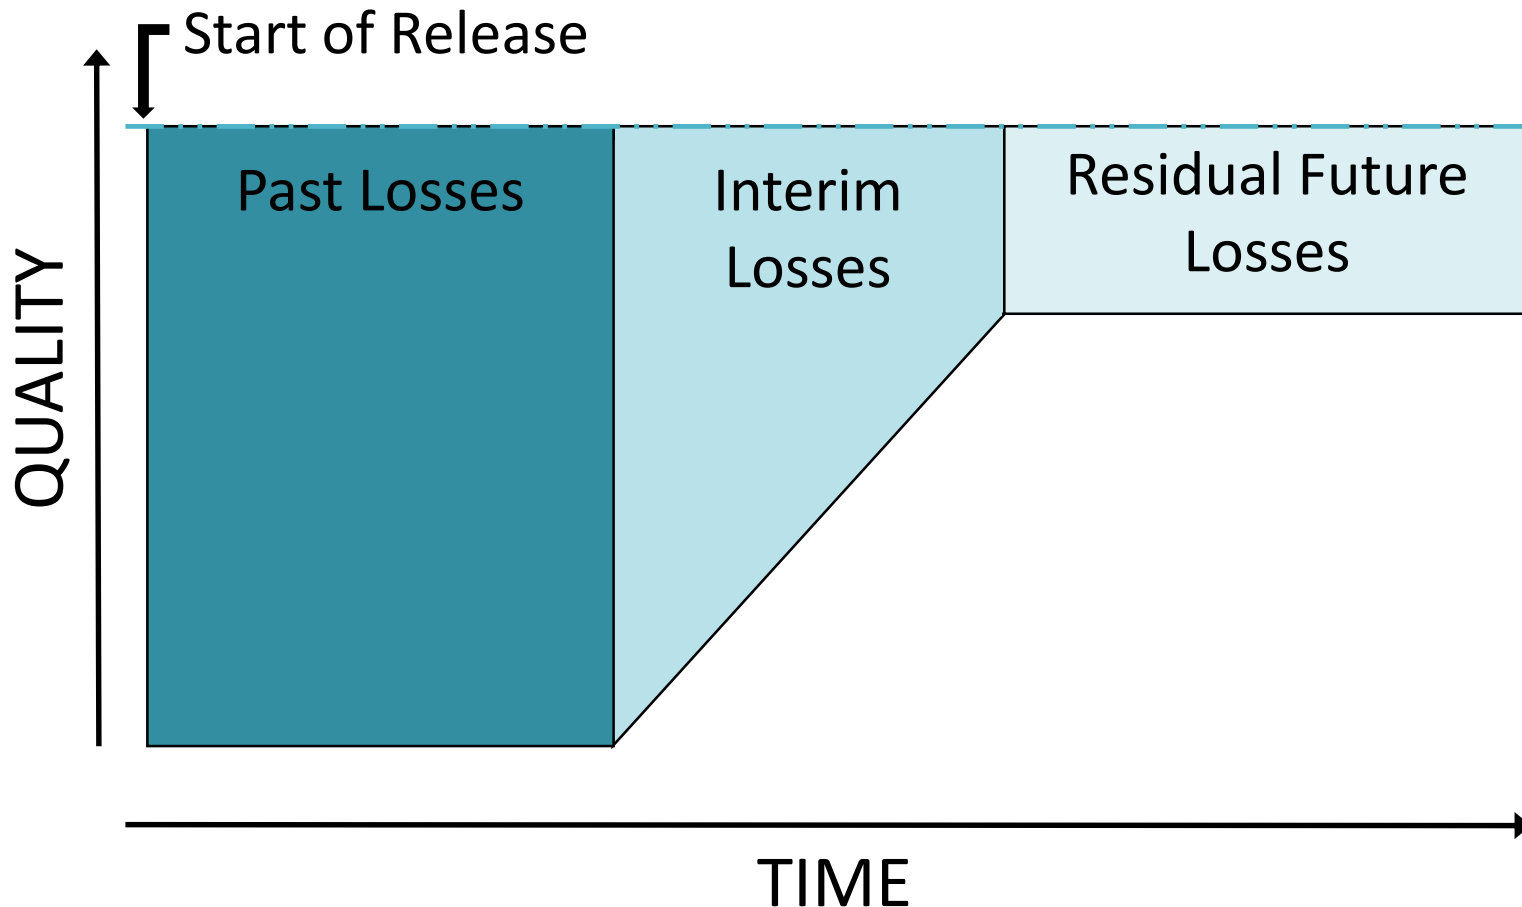 Start of Release
Past Losses
Interim
Losses
Residual Future
Losses
QUALITY
TIME